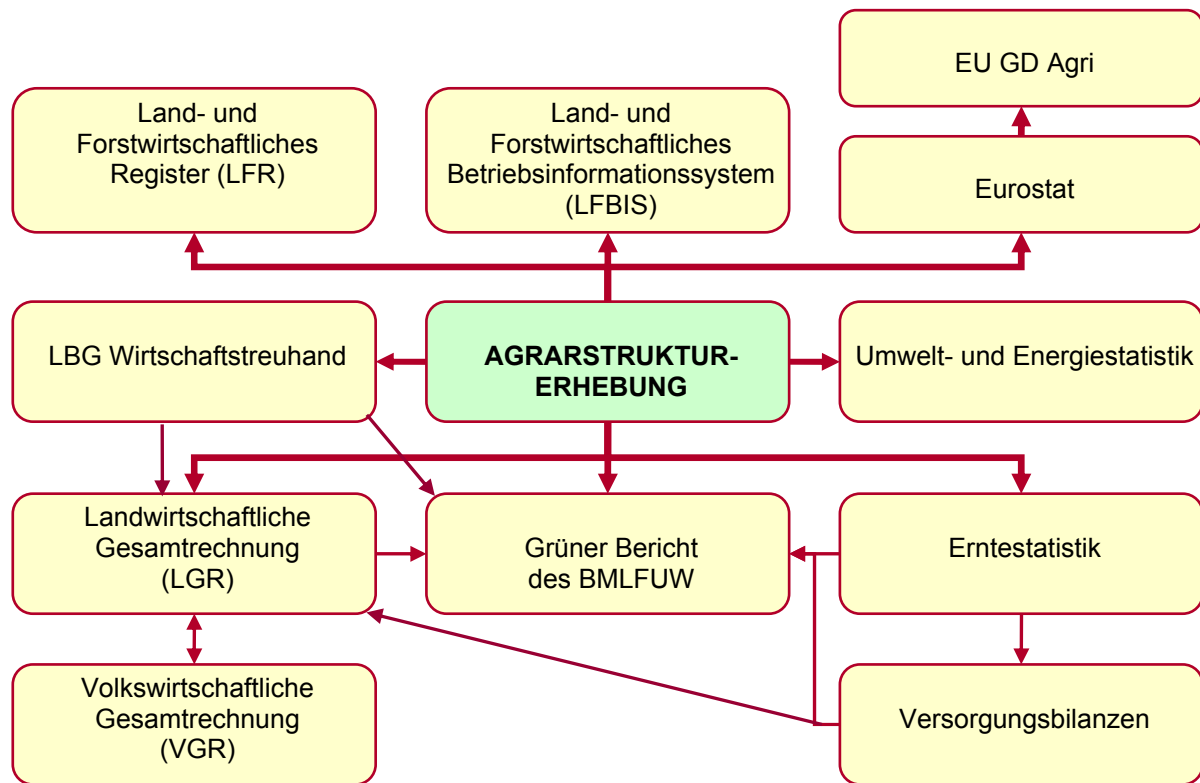 EU GD Agri
Land- und
Forstwirtschaftliches
Register (LFR)
Land- und
Forstwirtschaftliches
Betriebsinformationssystem
(LFBIS)
Eurostat
LBG Wirtschaftstreuhand
AGRARSTRUKTUR-
ERHEBUNG
Umwelt- und Energiestatistik
Landwirtschaftliche
Gesamtrechnung
(LGR)
Grüner Bericht
des BMLFUW
Erntestatistik
Volkswirtschaftliche
Gesamtrechnung
(VGR)
Versorgungsbilanzen